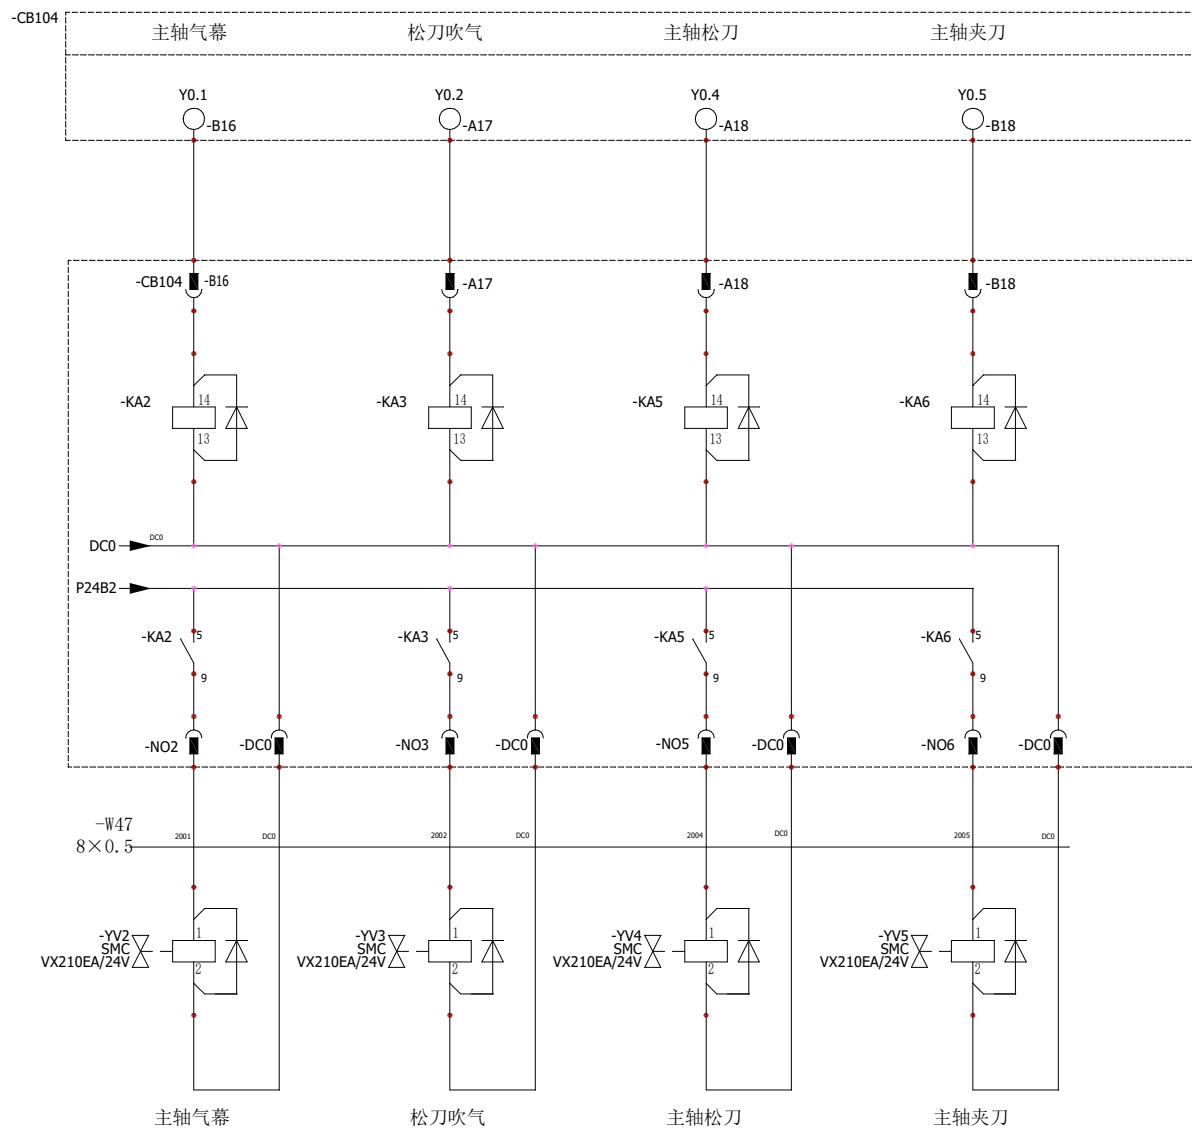 -CB104
主轴气幕 松刀吹气 主轴松刀 主轴夹刀
Y0.1 Y0.2 Y0.4 Y0.5
-B16 -A17 -A18 -B18
-CB104 -B16 -A17 -A18 -B18
14 14 14 14
-KA2 -KA3 -KA5 -KA6
13 13 13 13
DC0 DC0
P24B2
-KA2 5 -KA3 5 -KA5 5 -KA6 5
9 9 9 9
-NO2 -DC0 -NO3 -DC0 -NO5 -DC0 -NO6 -DC0
-W47
8×0.5 2001 DC0 2002 DC0 2004 DC0 2005 DC0
-YV2 1 -YV3 1 -YV4 1 -YV5 1
SMC SMC SMC SMC
VX210EA/24V 2 VX210EA/24V 2 VX210EA/24V 2 VX210EA/24V 2
主轴气幕 松刀吹气 主轴松刀 主轴夹刀